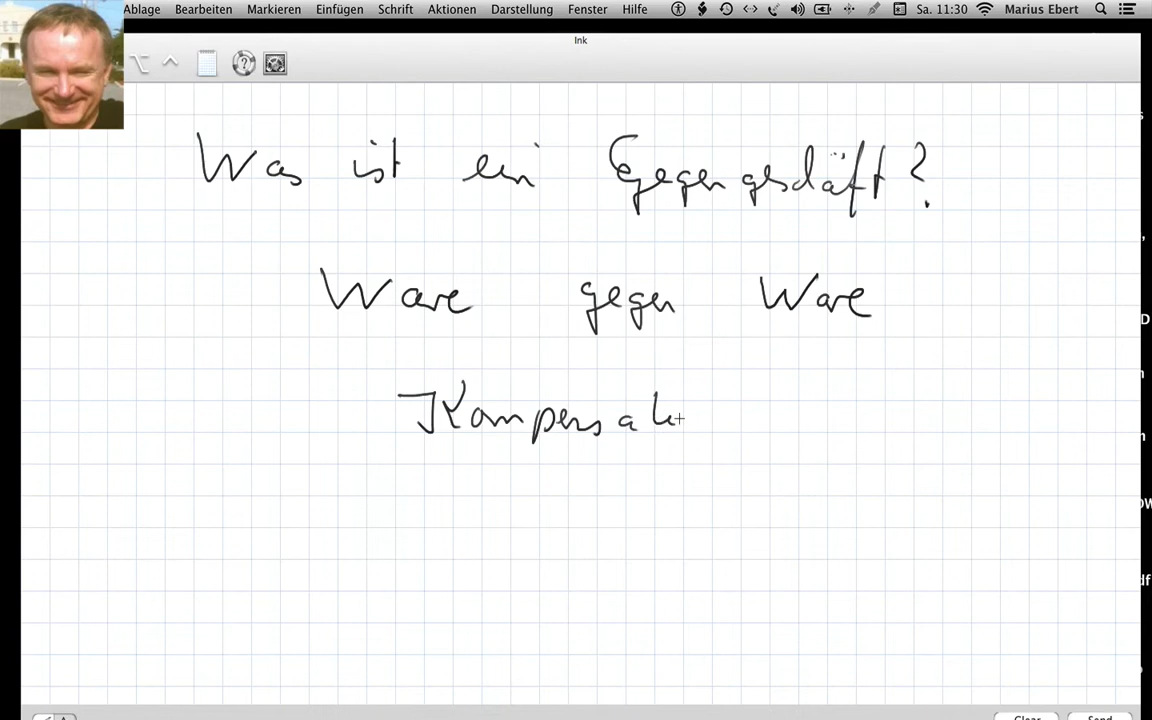 Ablage Bearbeiten Markieren Einfügen Schrift Aktionen Darstellung Fenster Hilfe Sa. 11:30 Marius Ebert
Ink
Was ist ein Gegengeschäft?
Ware gegen Ware
Clear Send